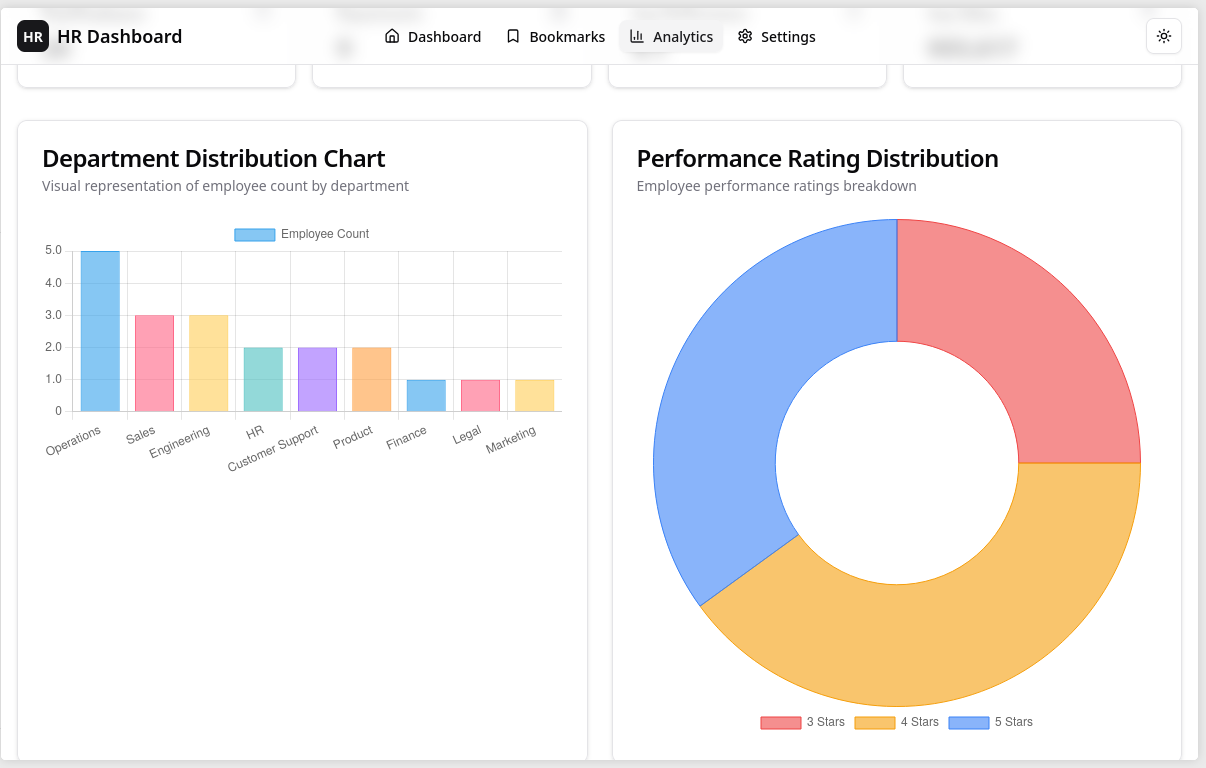 HR HR Dashboard Dashboard Bookmarks Analytics Settings
Department Distribution Chart
Visual representation of employee count by department
Employee Count
5.0
4.0
3.0
2.0
1.0
0
Operations Sales Engineering HR Customer Support Product Finance Legal Marketing
Performance Rating Distribution
Employee performance ratings breakdown
3 Stars 4 Stars 5 Stars